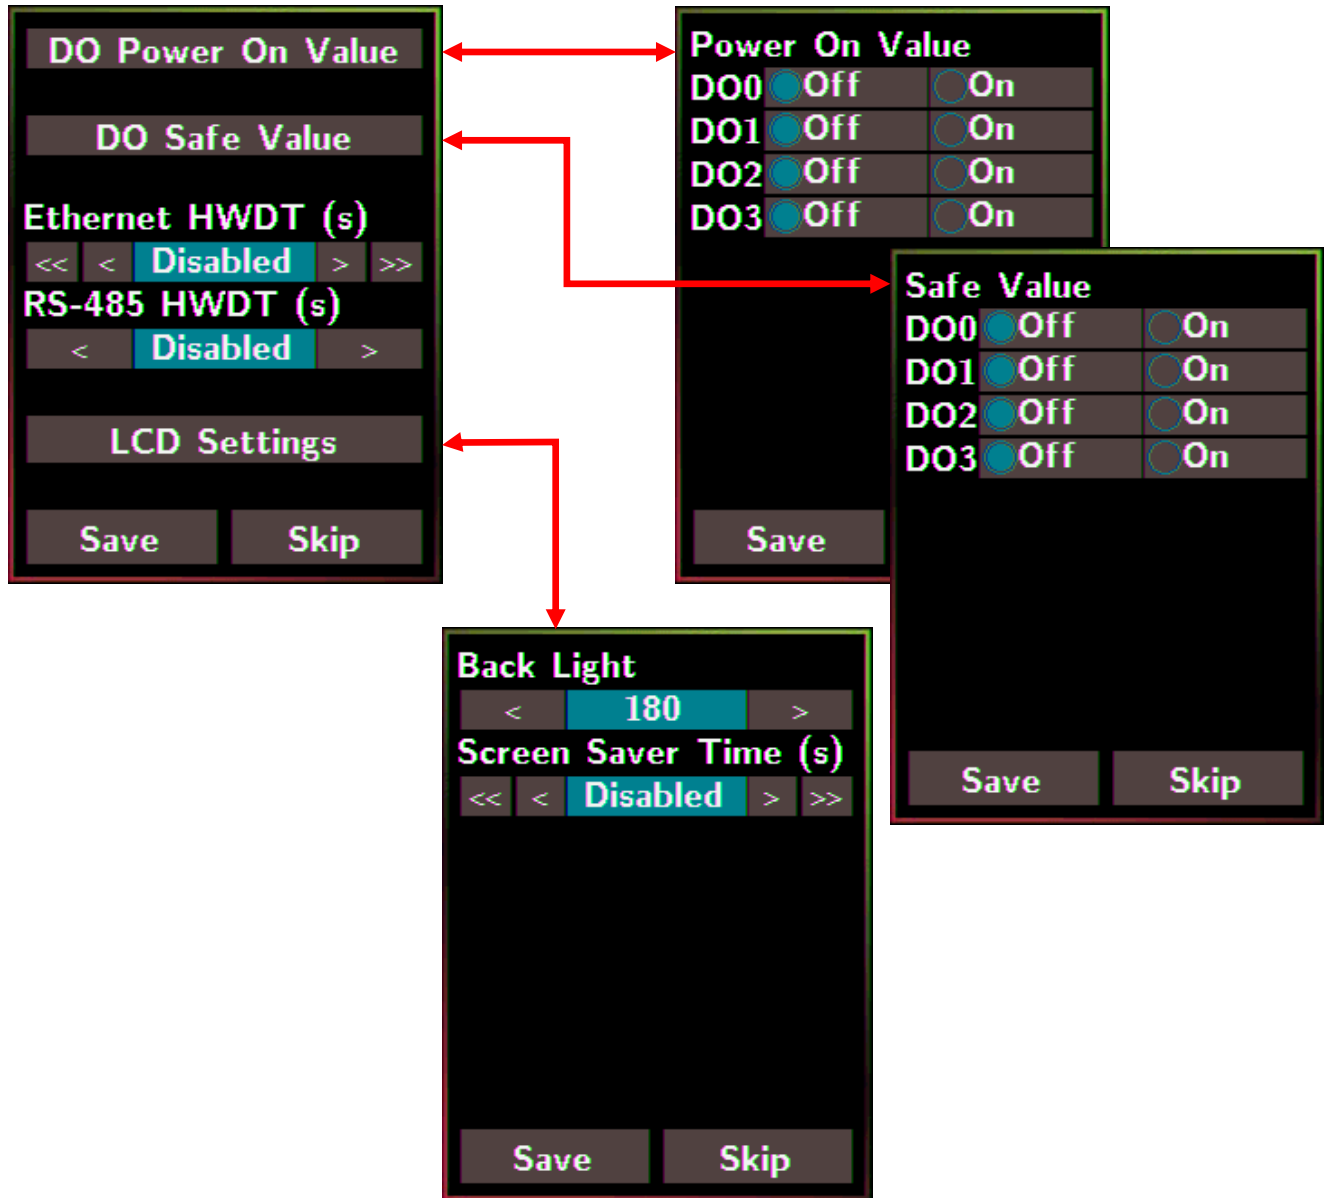 DO Power On Value
DO Safe Value
Ethernet HWDT (s)
<< < Disabled > >>
RS-485 HWDT (s)
< Disabled >
LCD Settings
Save Skip
Power On Value
DO0 Off On
DO1 Off On
DO2 Off On
DO3 Off On
Save
Safe Value
DO0 Off On
DO1 Off On
DO2 Off On
DO3 Off On
Save Skip
Back Light
< 180 >
Screen Saver Time (s)
<< < Disabled > >>
Save Skip